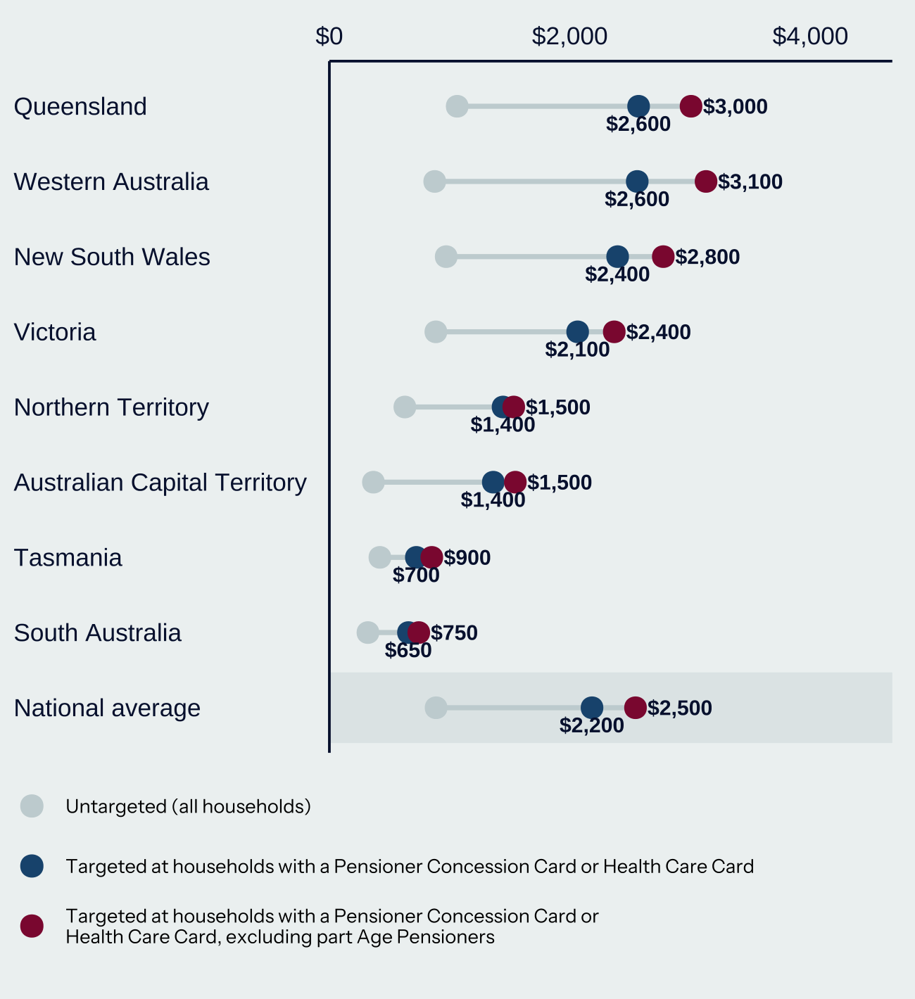 $0 $2,000 $4,000
Queensland $3,000
$2,600
Western Australia $3,100
$2,600
New South Wales $2,800
$2,400
Victoria $2,400
$2,100
Northern Territory $1,500
$1,400
Australian Capital Territory $1,500
$1,400
Tasmania $900
$700
South Australia $750
$650
National average $2,500
$2,200
Untargeted (all households)
Targeted at households with a Pensioner Concession Card or Health Care Card
Targeted at households with a Pensioner Concession Card or
Health Care Card, excluding part Age Pensioners